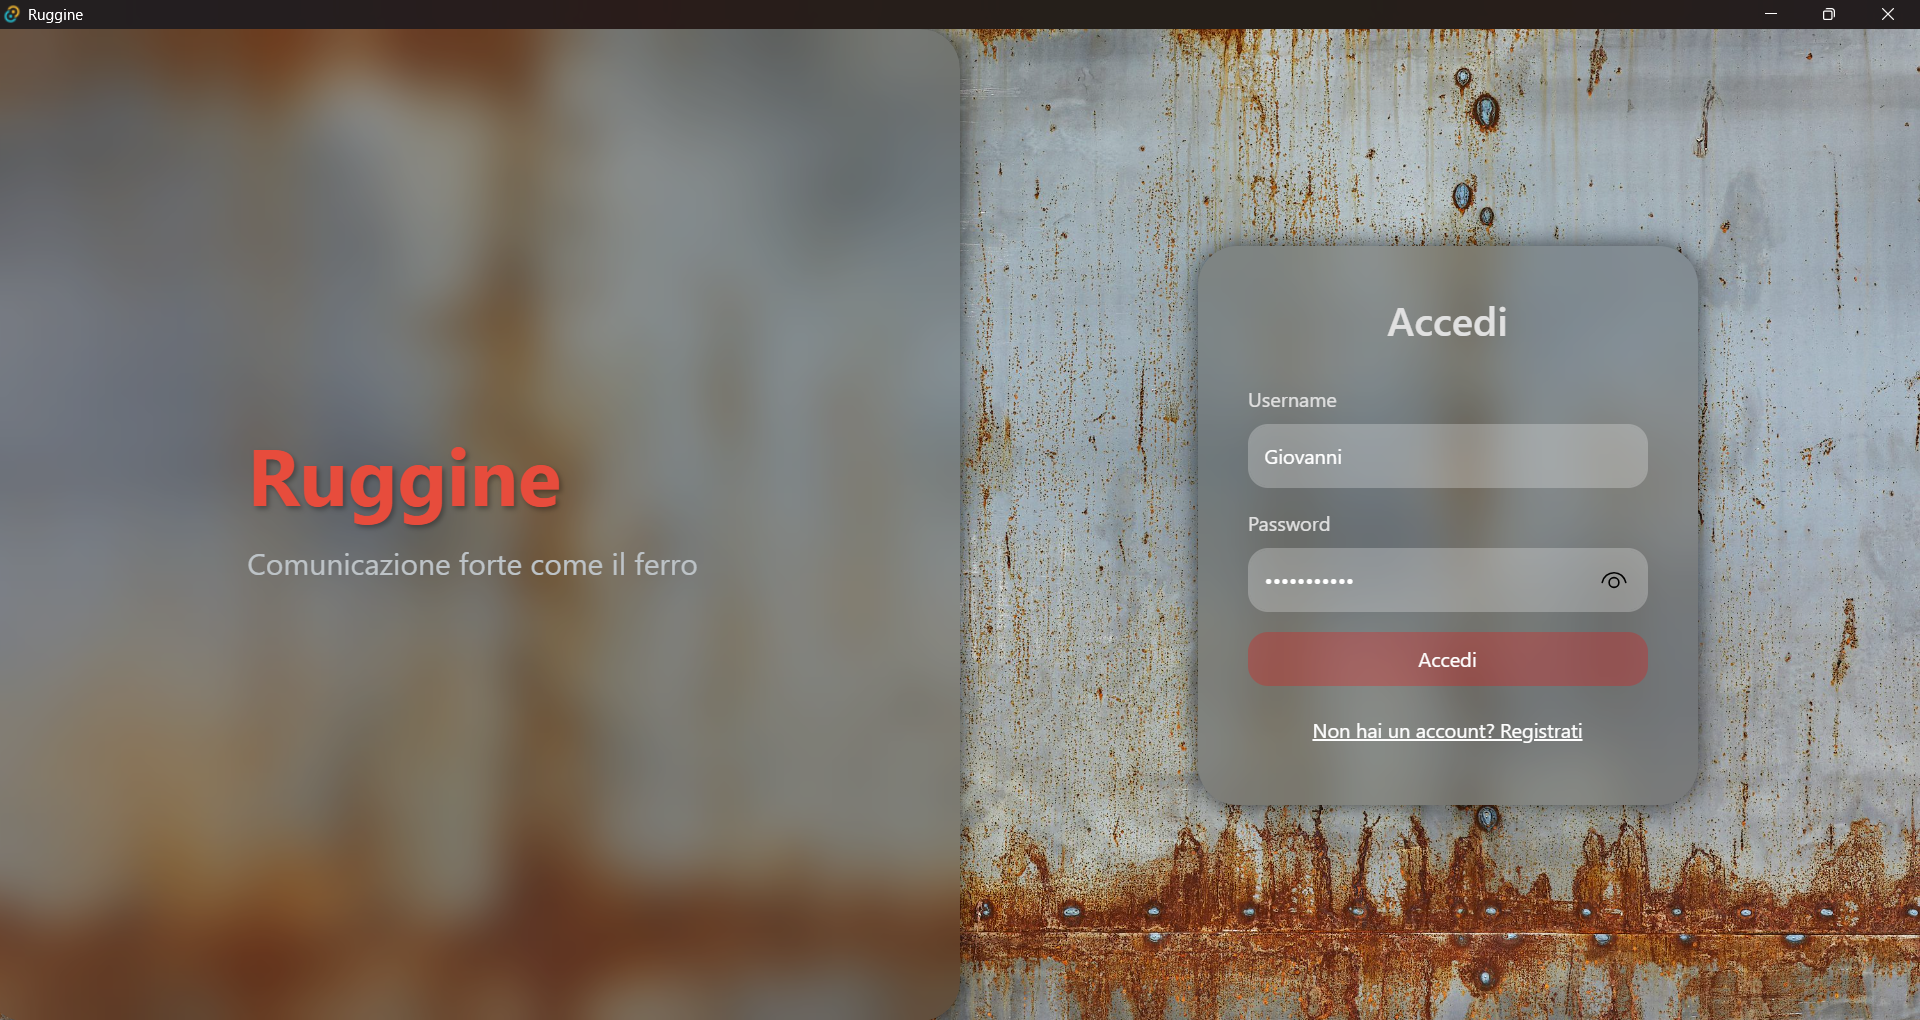 Ruggine
Ruggine
Comunicazione forte come il ferro
Accedi
Username
Giovanni
Password
•••••••••••
Accedi
Non hai un account? Registrati